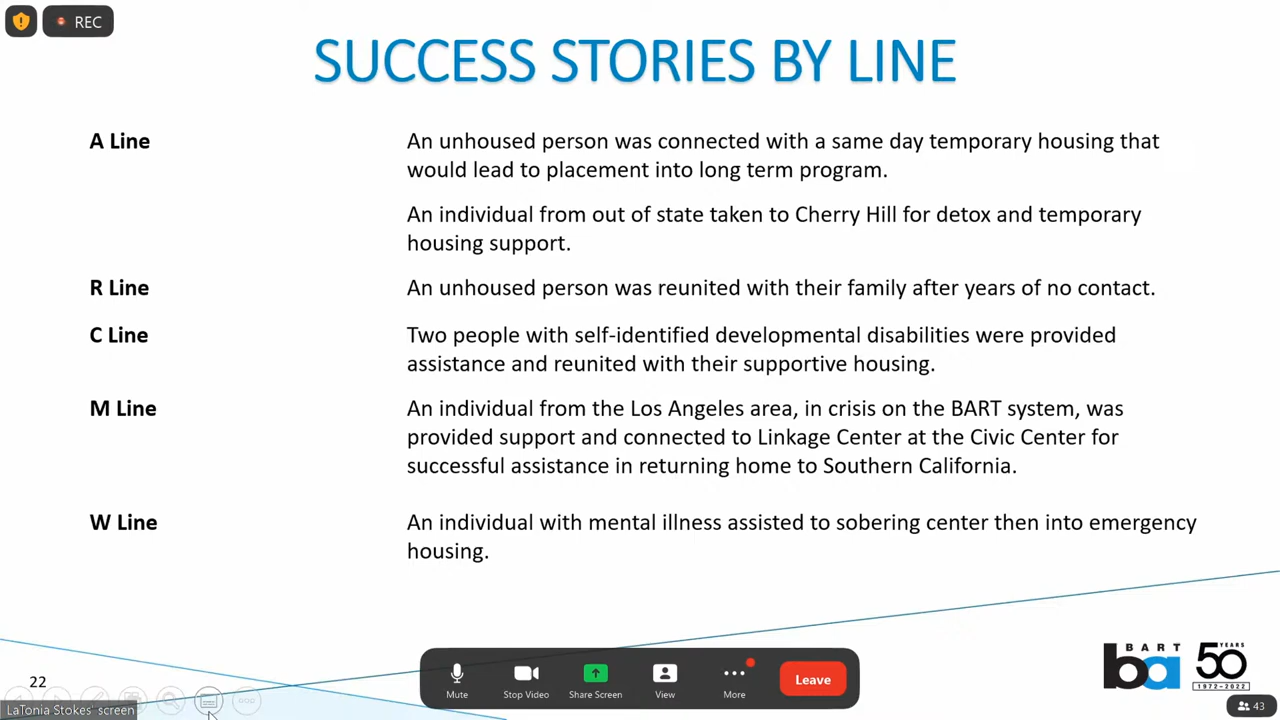 REC
SUCCESS STORIES BY LINE
A Line
An unhoused person was connected with a same day temporary housing that
would lead to placement into long term program.
An individual from out of state taken to Cherry Hill for detox and temporary
housing support.
R Line
An unhoused person was reunited with their family after years of no contact.
C Line
Two people with self-identified developmental disabilities were provided
assistance and reunited with their supportive housing.
M Line
An individual from the Los Angeles area, in crisis on the BART system, was
provided support and connected to Linkage Center at the Civic Center for
successful assistance in returning home to Southern California.
W Line
An individual with mental illness assisted to sobering center then into emergency
housing.
22
LaTonia Stokes' screen
Mute
Stop Video
Share Screen
View
More
Leave
BART
ba
50
YEARS
1972-2022
43